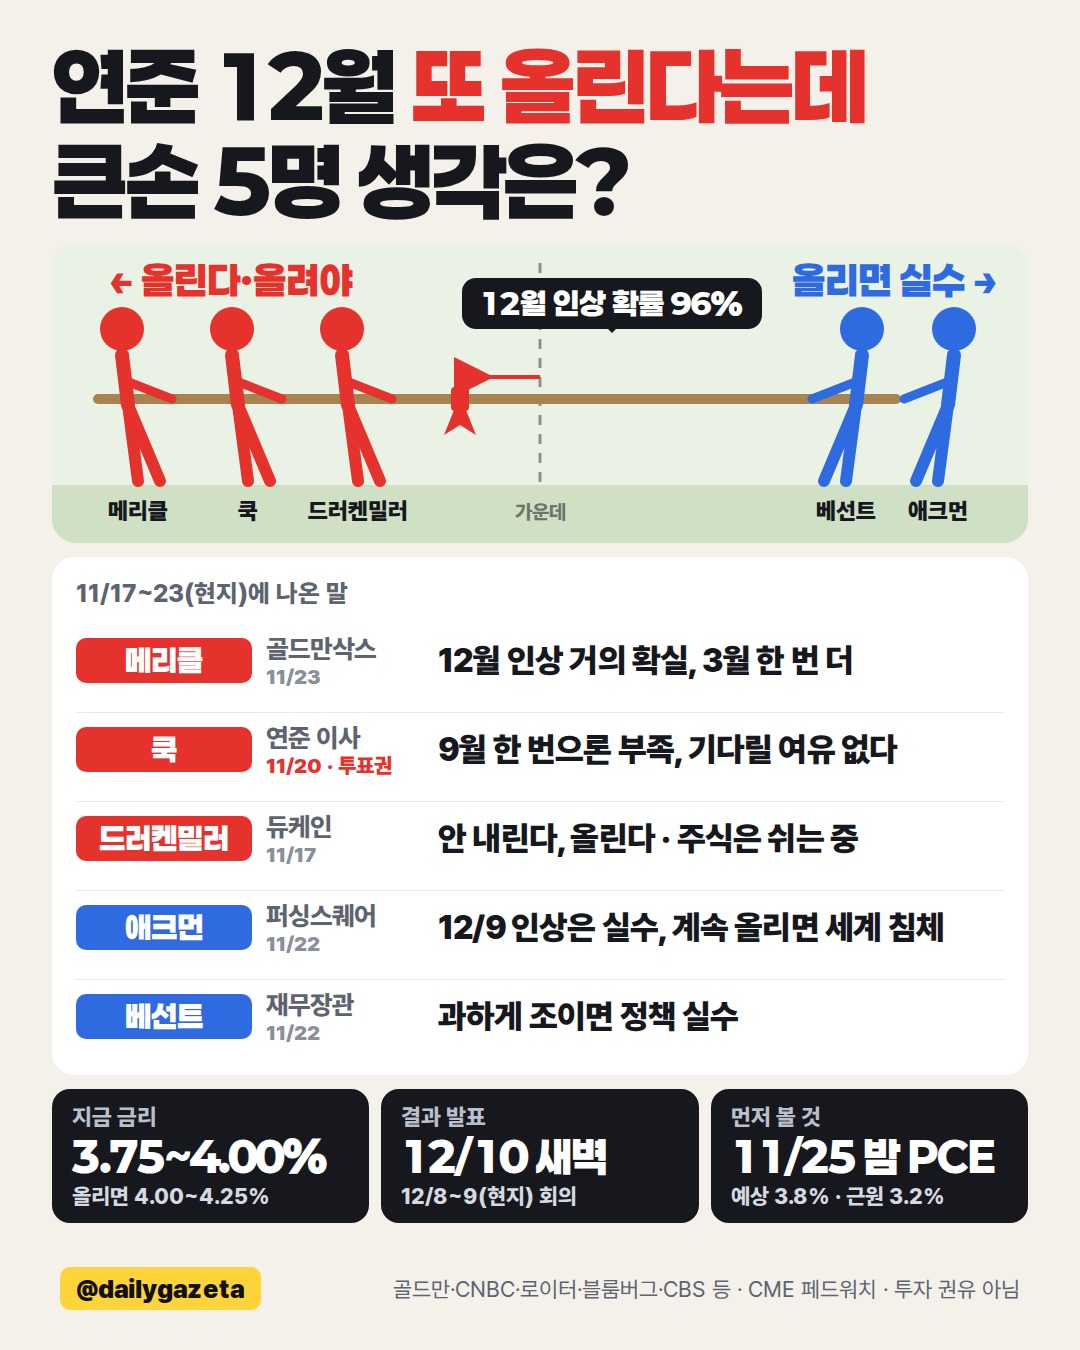 연준 12월 또 올린다는데
큰손 5명 생각은?
← 올린다·올려야
12월 인상 확률 96%
올리면 실수 →
메리클
쿡
드러켄밀러
가운데
베선트
애크먼
11/17~23(현지)에 나온 말
메리클
골드만삭스
11/23
12월 인상 거의 확실, 3월 한 번 더
쿡
연준 이사
11/20 · 투표권
9월 한 번으론 부족, 기다릴 여유 없다
드러켄밀러
듀케인
11/17
안 내린다, 올린다 · 주식은 쉬는 중
애크먼
퍼싱스퀘어
11/22
12/9 인상은 실수, 계속 올리면 세계 침체
베선트
재무장관
11/22
과하게 조이면 정책 실수
지금 금리
3.75~4.00%
올리면 4.00~4.25%
결과 발표
12/10 새벽
12/8~9(현지) 회의
먼저 볼 것
11/25 밤 PCE
예상 3.8% · 근원 3.2%
@dailygazeta
골드만·CNBC·로이터·블룸버그·CBS 등 · CME 페드워치 · 투자 권유 아님